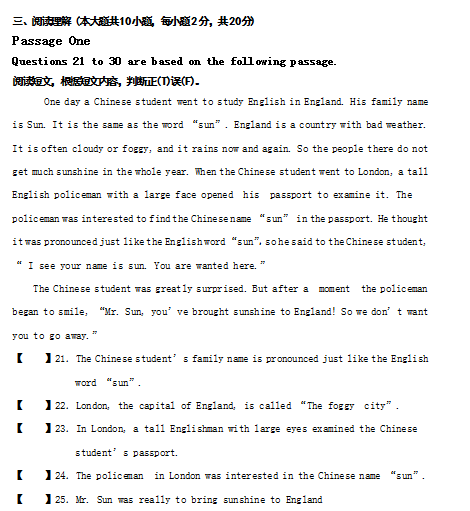 三、阅读理解（本大题共10小题，每小题2分，共20分）
Passage One
Questions 21 to 30 are based on the following passage.
阅读短文，根据短文内容，判断正(T)误(F)。
One day a Chinese student went to study English in England. His family name
is Sun. It is the same as the word “sun”. England is a country with bad weather.
It is often cloudy or foggy, and it rains now and again. So the people there do not
get much sunshine in the whole year. When the Chinese student went to London, a tall
English policeman with a large face opened his passport to examine it. The
policeman was interested to find the Chinese name “sun” in the passport. He thought
it was pronounced just like the English word “sun”, so he said to the Chinese student,
“ I see your name is sun. You are wanted here.”
The Chinese student was greatly surprised. But after a moment the policeman
began to smile, “Mr. Sun, you’ve brought sunshine to England! So we don’t want
you to go away.”
【 】21. The Chinese student’s family name is pronounced just like the English
word “sun”.
【 】22. London, the capital of England, is called “The foggy city”.
【 】23. In London, a tall Englishman with large eyes examined the Chinese
student’s passport.
【 】24. The policeman in London was interested in the Chinese name “sun”.
【 】25. Mr. Sun was really to bring sunshine to England